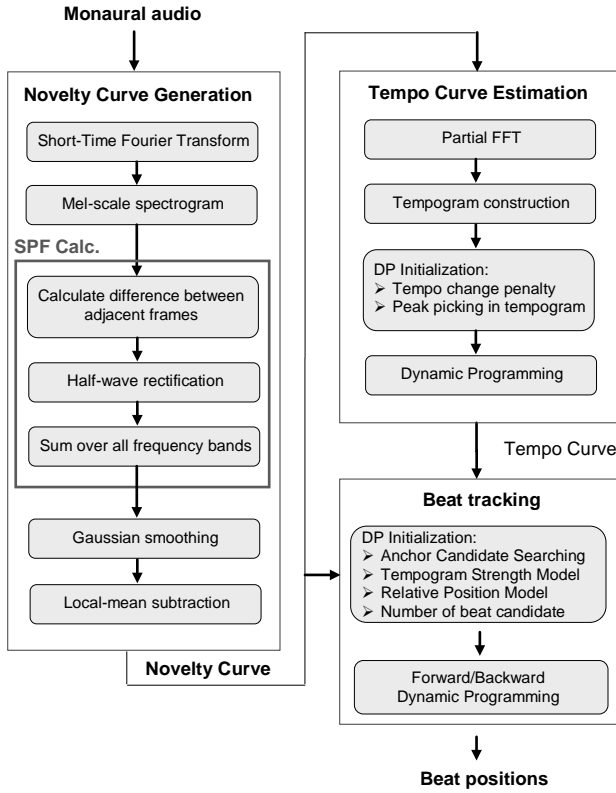 Monaural audio
Novelty Curve Generation
Short-Time Fourier Transform
Mel-scale spectrogram
SPF Calc.
Calculate difference between
adjacent frames
Half-wave rectification
Sum over all frequency bands
Gaussian smoothing
Local-mean subtraction
Novelty Curve
Tempo Curve Estimation
Partial FFT
Tempogram construction
DP Initialization:
➢ Tempo change penalty
➢ Peak picking in tempogram
Dynamic Programming
Tempo Curve
Beat tracking
DP Initialization:
➢ Anchor Candidate Searching
➢ Tempogram Strength Model
➢ Relative Position Model
➢ Number of beat candidate
Forward/Backward
Dynamic Programming
Beat positions